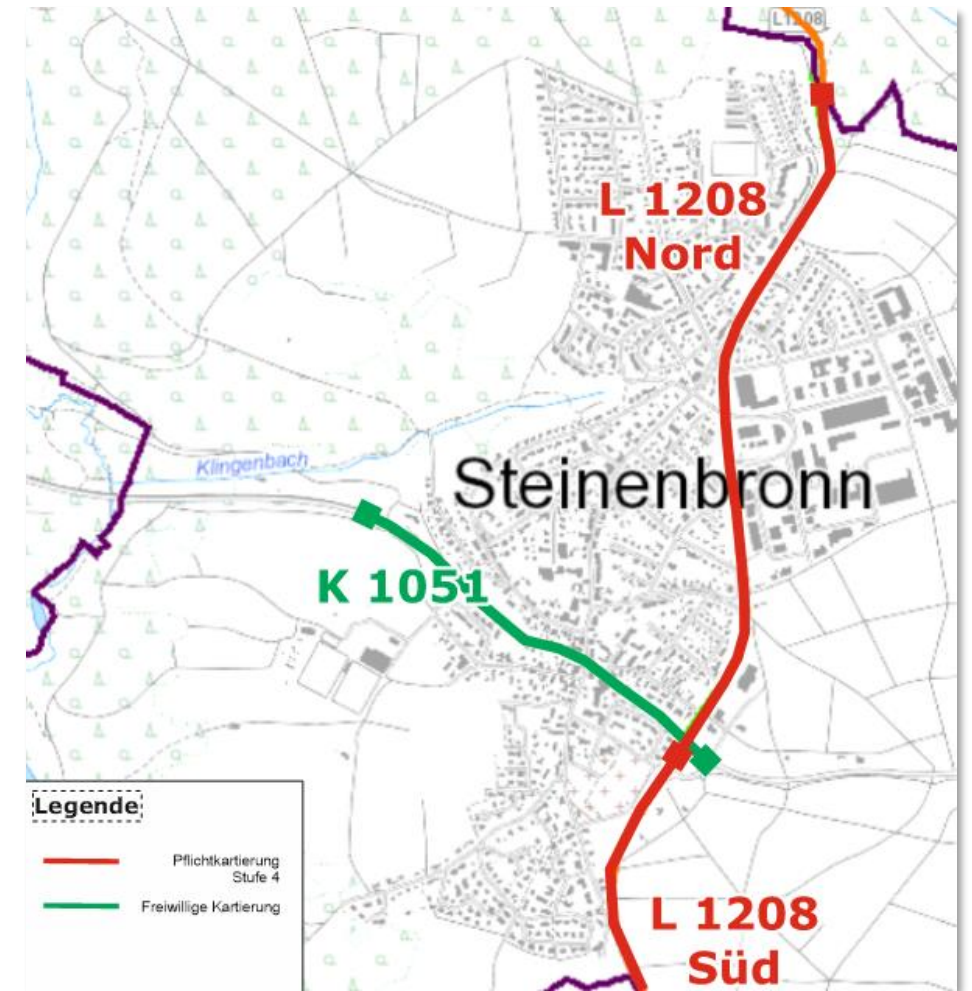 L1208
L 1208
Nord
Klingenbach
Steinenbronn
K 1051
Legende
Pflichtkartierung
Stufe 4
Freiwillige Kartierung
L 1208
Süd